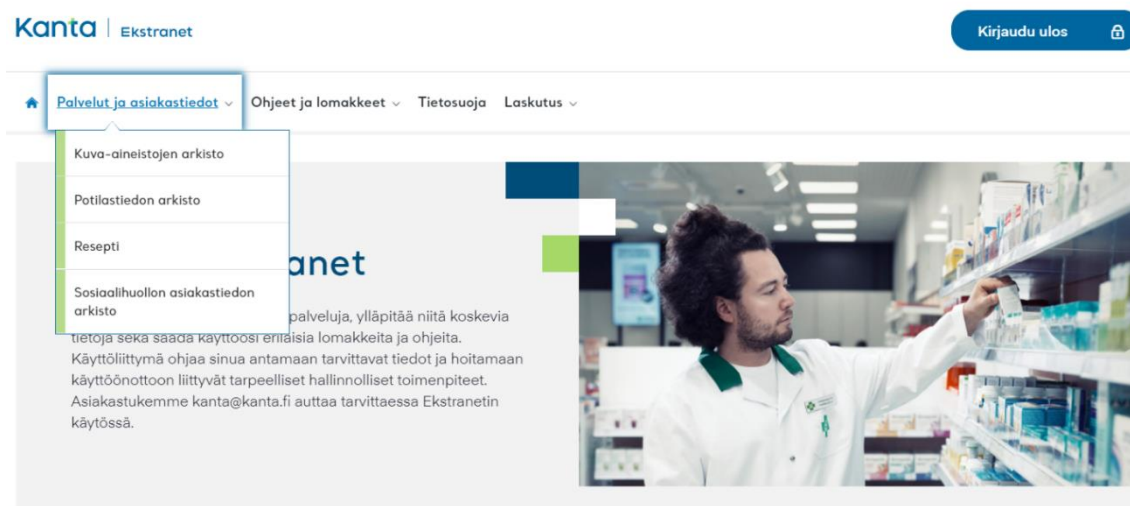 Kanta | Ekstranet
Kirjaudu ulos
Palvelut ja asiakastiedot
Ohjeet ja lomakkeet
Tietosuoja
Laskutus
Kuva-aineistojen arkisto
Potilastiedon arkisto
Resepti
Sosiaalihuollon asiakastiedon
arkisto
anet
palveluja, ylläpitää niitä koskevia
tietoja sekä saada käyttöösi erilaisia lomakkeita ja ohjeita.
Käyttöliittymä ohjaa sinua antamaan tarvittavat tiedot ja hoitamaan
käyttöönottoon liittyvät tarpeelliset hallinnolliset toimenpiteet.
Asiakastukemme kanta@kanta.fi auttaa tarvittaessa Ekstranetin
käytössä.